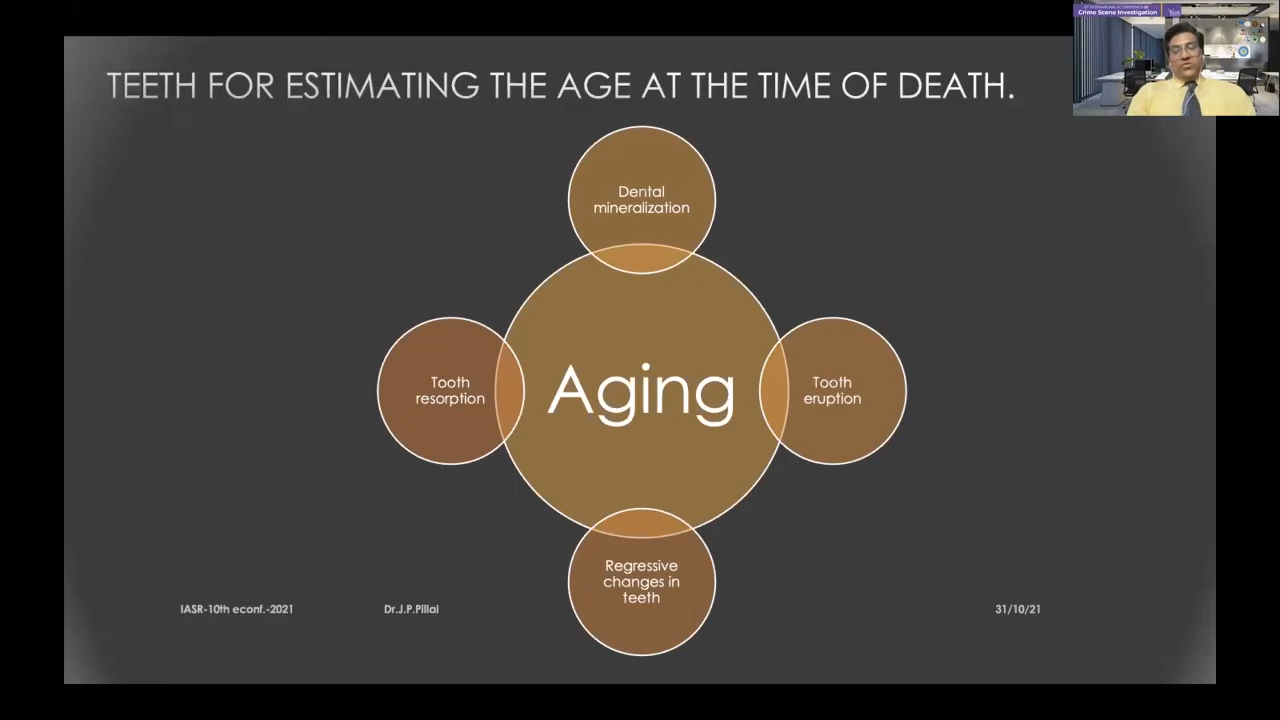 Crime Scene Investigation
TEETH FOR ESTIMATING THE AGE AT THE TIME OF DEATH.
Dental
mineralization
Tooth
resorption
Aging
Tooth
eruption
Regressive
changes in
teeth
IASR-10th econf.-2021
Dr.J.P.Pillai
31/10/21